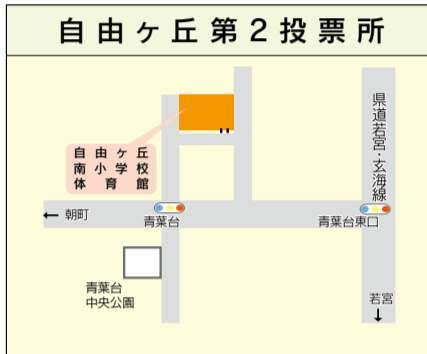 自由ヶ丘第2投票所
自由ヶ丘
南小学校
体育館
県道若宮・玄海線
← 朝町
青葉台
青葉台東口
青葉台
中央公園
若宮
↓